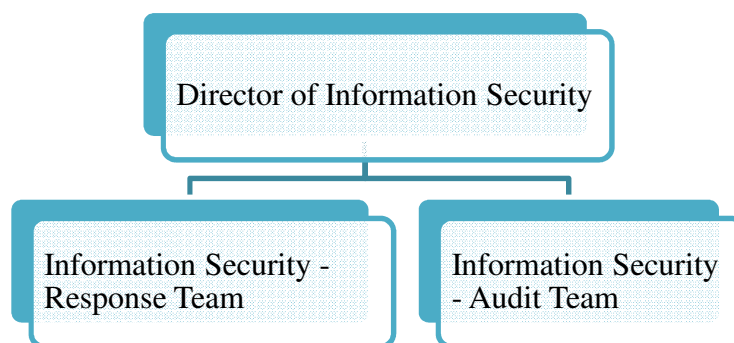 Director of Information Security
Information Security -
Response Team
Information Security
- Audit Team